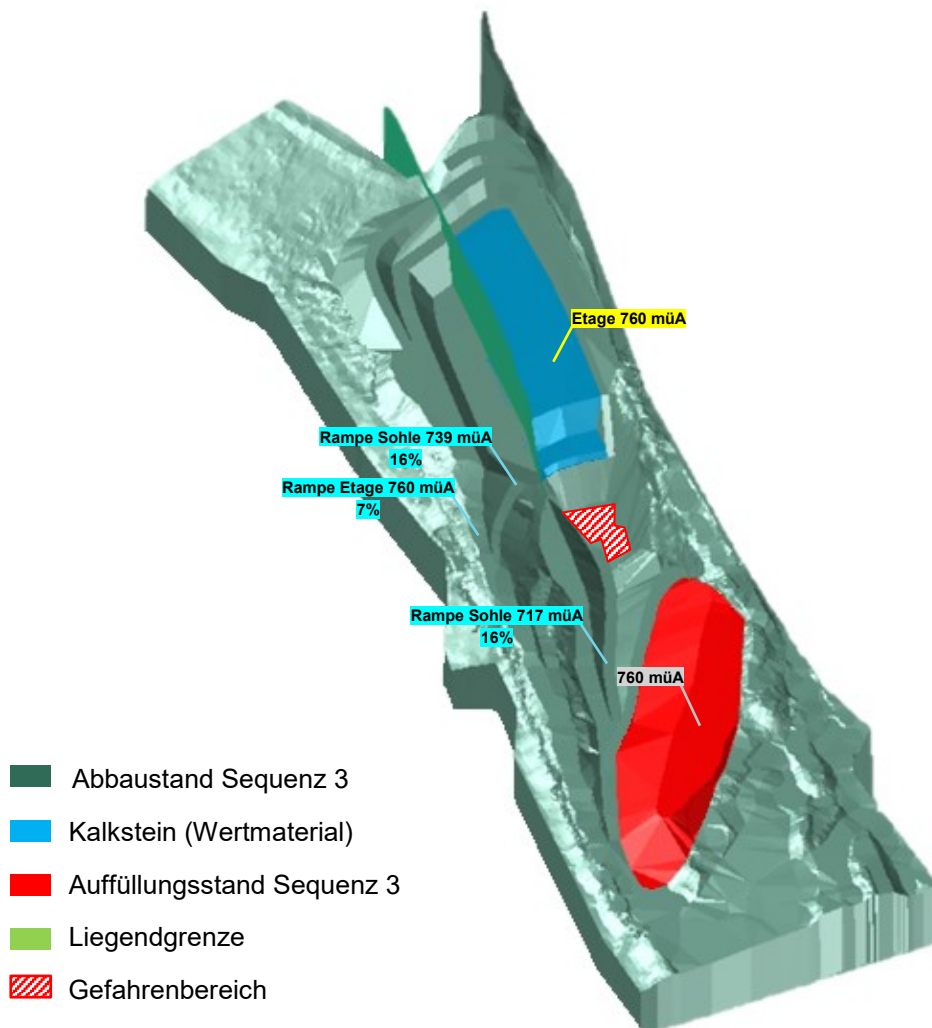 Etage 760 müA
Rampe Sohle 739 müA
16%
Rampe Etage 760 müA
7%
Rampe Sohle 717 müA
16%
760 müA
Abbaustand Sequenz 3
Kalkstein (Wertmaterial)
Auffüllungsstand Sequenz 3
Liegendgrenze
Gefahrenbereich